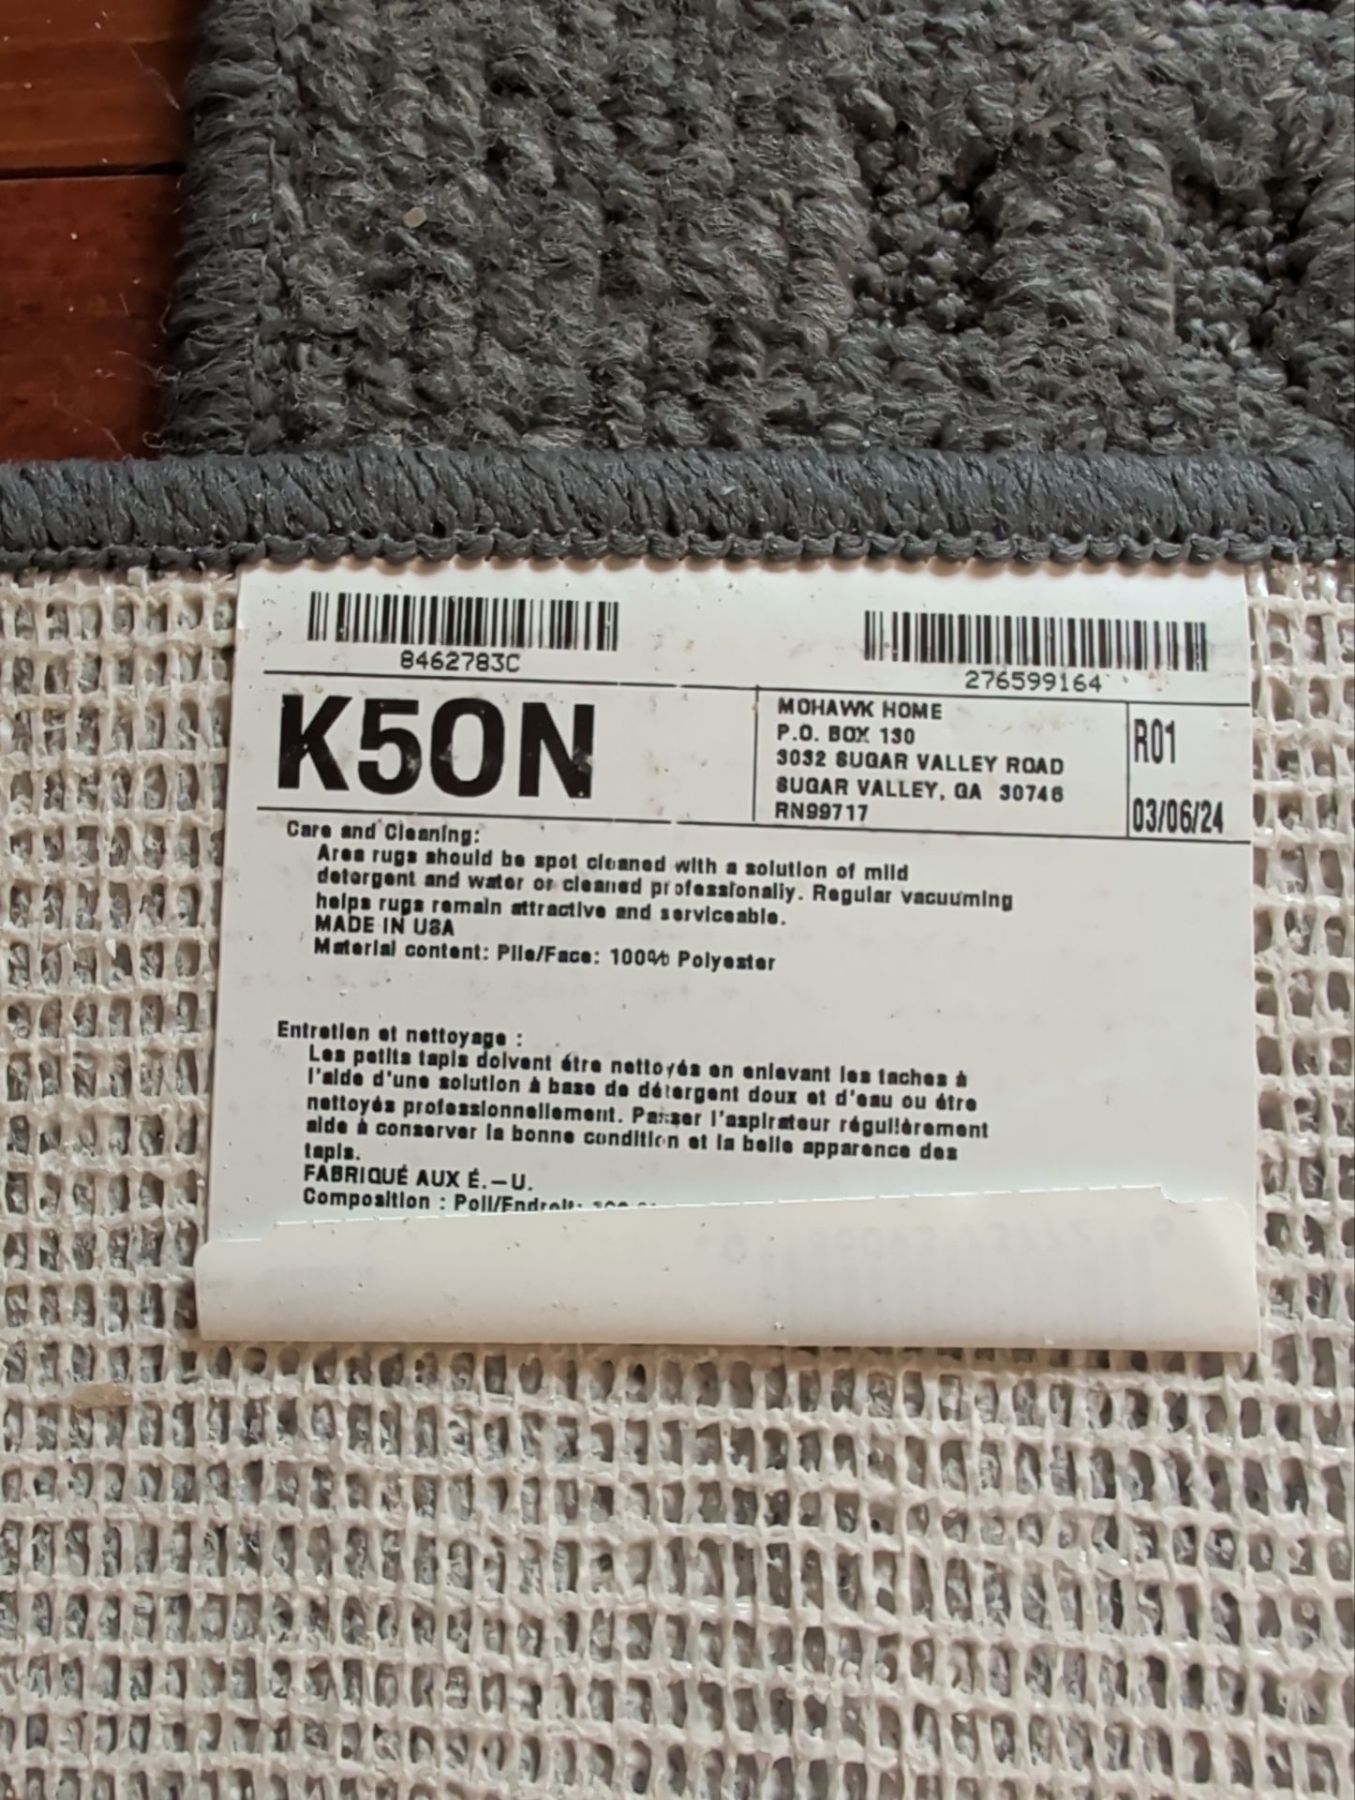 8462783C
276599164
K50N
MOHAWK HOME
P.O. BOX 130
3032 SUGAR VALLEY ROAD
SUGAR VALLEY, GA 30746
RN99717
R01
03/06/24
Care and Cleaning:
Area rugs should be spot cleaned with a solution of mild
detergent and water or cleaned professionally. Regular vacuuming
helps rugs remain attractive and serviceable.
MADE IN USA
Material content: Pile/Face: 100% Polyester
Entretien et nettoyage :
Les petits tapis doivent être nettoyés en enlevant les taches à
l'aide d'une solution à base de détergent doux et d'eau ou être
nettoyés professionnellement. Passer l'aspirateur régulièrement
aide à conserver la bonne condition et la belle apparence des
tapis.
FABRIQUÉ AUX É.-U.
Composition : Poil/Endroit: